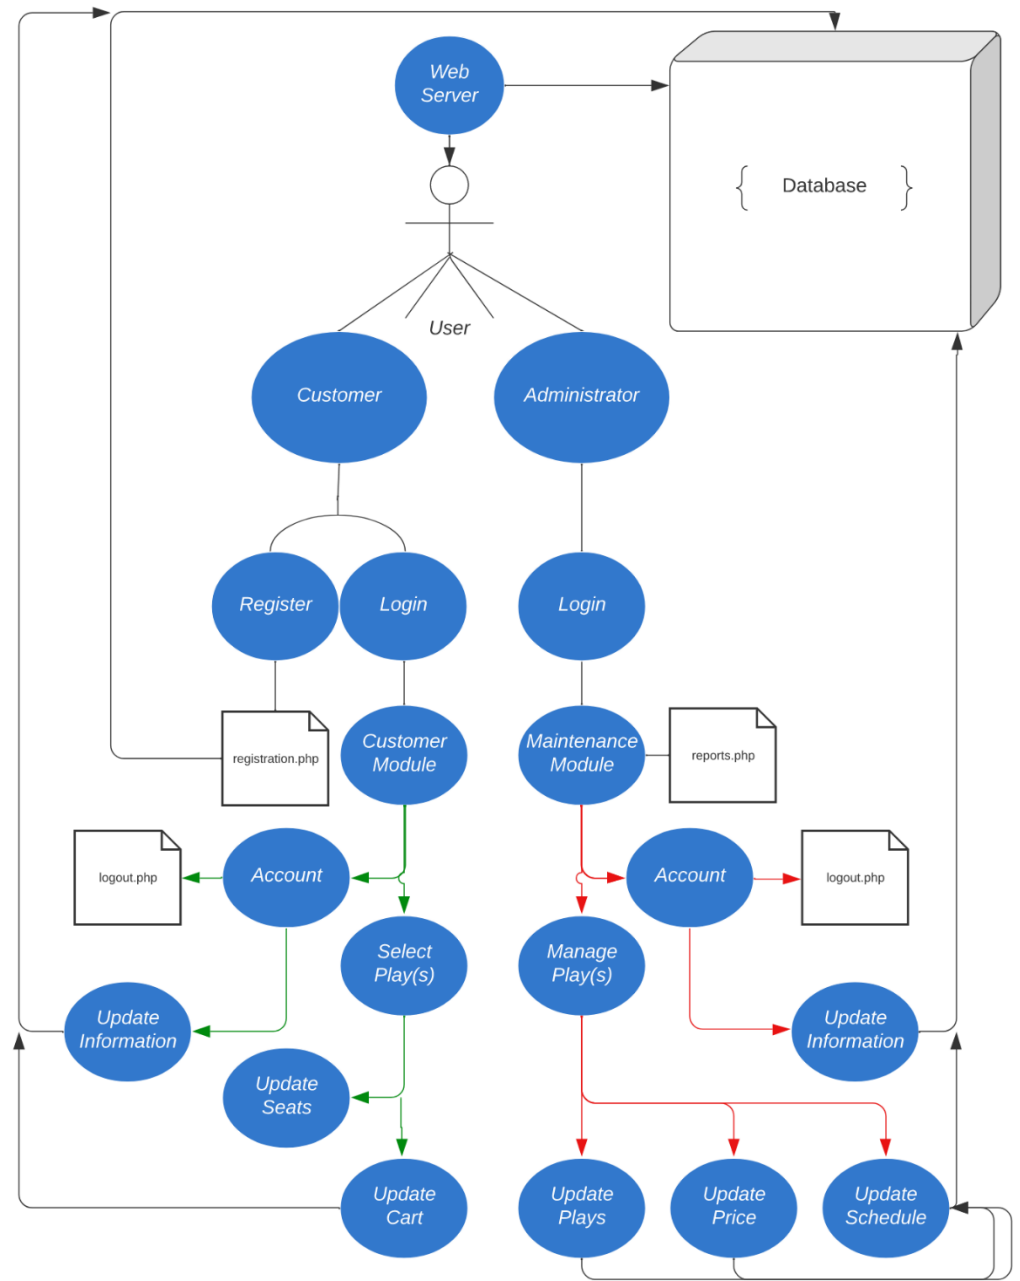 Web
Server
{ Database }
User
Customer
Administrator
Register
Login
Login
registration.php
Customer
Module
Maintenance
Module
reports.php
logout.php
Account
Account
logout.php
Select
Play(s)
Manage
Play(s)
Update
Information
Update
Information
Update
Seats
Update
Cart
Update
Plays
Update
Price
Update
Schedule